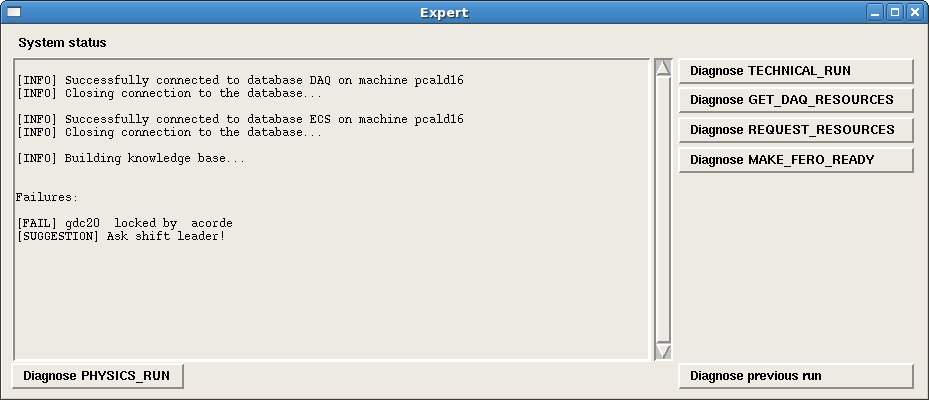 Expert
System status
[INFO] Successfully connected to database DAQ on machine pcald16
[INFO] Closing connection to the database...
[INFO] Successfully connected to database ECS on machine pcald16
[INFO] Closing connection to the database...
[INFO] Building knowledge base...
Failures:
[FAIL] gdc20  locked by  acorde
[SUGGESTION] Ask shift leader!
Diagnose TECHNICAL_RUN
Diagnose GET_DAQ_RESOURCES
Diagnose REQUEST_RESOURCES
Diagnose MAKE_FERO_READY
Diagnose PHYSICS_RUN
Diagnose previous run